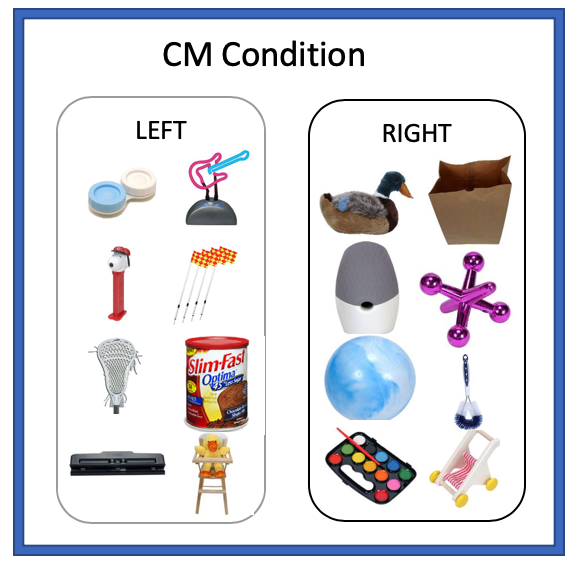 CM Condition
LEFT
RIGHT
Slim-Fast
Optima